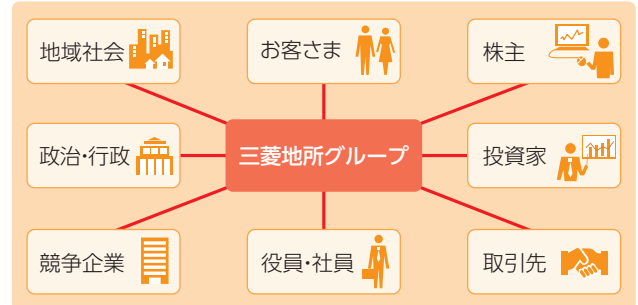 地域社会
お客さま
株主
政治・行政
三菱地所グループ
投資家
競争企業
役員・社員
取引先